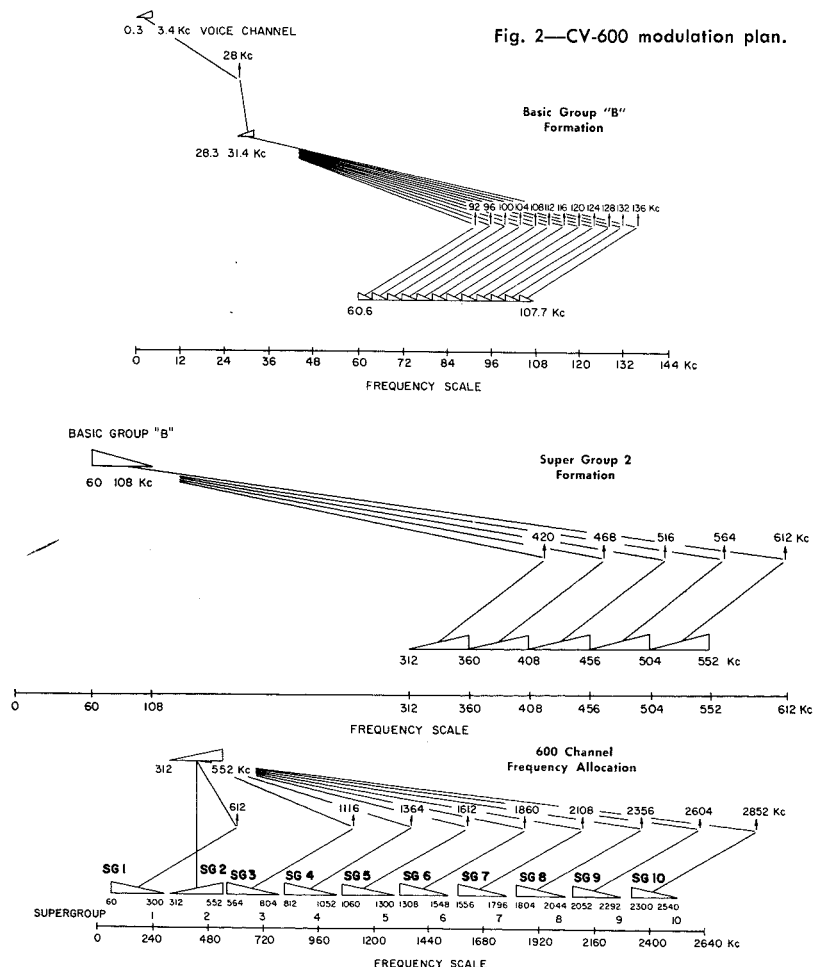 Fig. 2—CV-600 modulation plan.
0.3 3.4 Kc VOICE CHANNEL
28 Kc
Basic Group "B"
Formation
28.3 31.4 Kc
92 96 100 104 108 112 116 120 124 128 132 136 Kc
60.6 107.7 Kc
0 12 24 36 48 60 72 84 96 108 120 132 144 Kc
FREQUENCY SCALE
BASIC GROUP "B"
60 108 Kc
Super Group 2
Formation
420 468 516 564 612 Kc
312 360 408 456 504 552 Kc
0 60 108 312 360 408 456 504 552 612 Kc
FREQUENCY SCALE
600 Channel
Frequency Allocation
312 552 Kc
612 1116 1364 1612 1860 2108 2356 2604 2852 Kc
SG 1 SG 2 SG 3 SG 4 SG 5 SG 6 SG 7 SG 8 SG 9 SG 10
60 300 312 552 564 804 812 1052 1060 1300 1308 1548 1556 1796 1804 2044 2052 2292 2300 2540
SUPERGROUP 1 2 3 4 5 6 7 8 9 10
0 240 480 720 960 1200 1440 1680 1920 2160 2400 2640 Kc
FREQUENCY SCALE